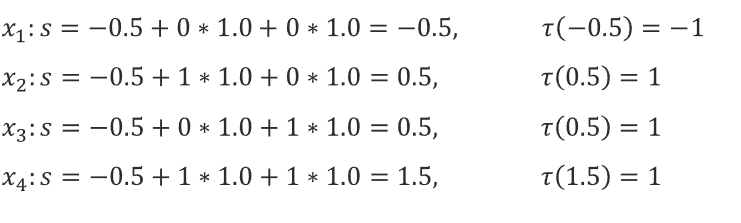 x₁: s = −0.5 + 0 * 1.0 + 0 * 1.0 = −0.5, τ(−0.5) = −1
x₂: s = −0.5 + 1 * 1.0 + 0 * 1.0 = 0.5, τ(0.5) = 1
x₃: s = −0.5 + 0 * 1.0 + 1 * 1.0 = 0.5, τ(0.5) = 1
x₄: s = −0.5 + 1 * 1.0 + 1 * 1.0 = 1.5, τ(1.5) = 1